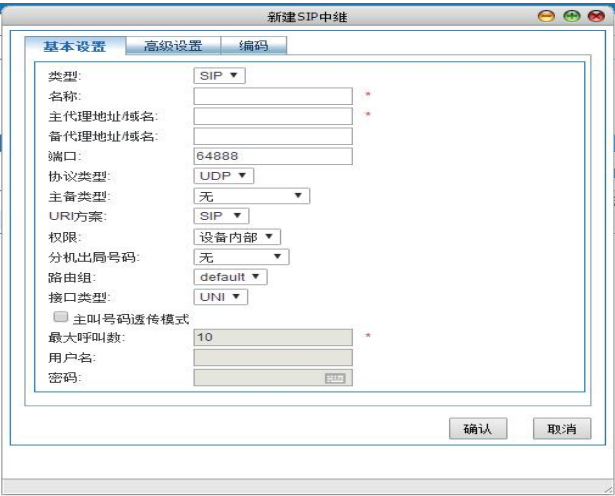 新建SIP中继
基本设置 高级设置 编码
类型: SIP
名称: *
主代理地址/域名: *
备代理地址/域名:
端口: 64888
协议类型: UDP
主备类型: 无
URI方案: SIP
权限: 设备内部
分机出局号码: 无
路由组: default
接口类型: UNI
主叫号码透传模式
最大呼叫数: 10 *
用户名:
密码:
确认 取消